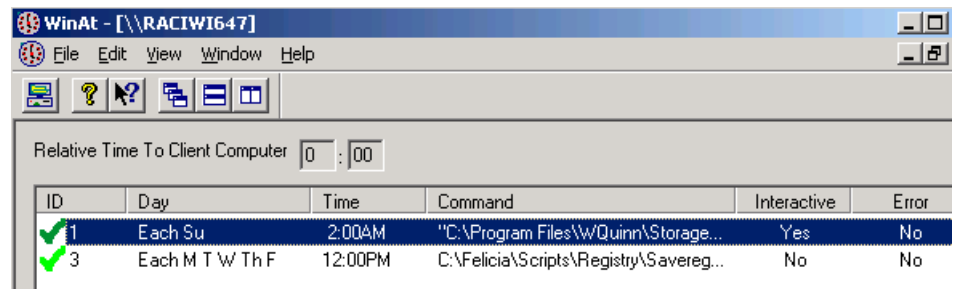 WinAt - [\\RACIWI647]
File Edit View Window Help
Relative Time To Client Computer 0 : 00
ID Day Time Command Interactive Error
1 Each Su 2:00AM "C:\Program Files\WQuinn\Storage... Yes No
3 Each M T W Th F 12:00PM C:\Felicia\Scripts\Registry\Savereg... No No